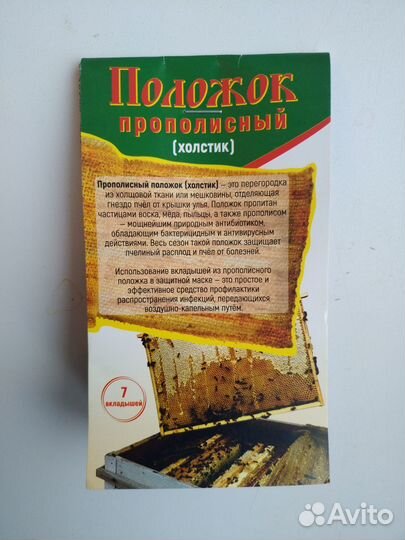 Положок
прополисный
(холстик)
Прополисный положок (холстик) – это перегородка
из холщовой ткани или мешковины, отделяющая
гнездо пчёл от крышки улья. Положок пропитан
частицами воска, мёда, пыльцы, а также прополисом
– мощнейшим природным антибиотиком,
обладающим бактерицидным и антивирусным
действиями. Весь сезон такой положок защищает
пчелиный расплод и пчёл от болезней.
Использование вкладышей из прополисного
положка в защитной маске – это простое и
эффективное средство профилактики
распространения инфекций, передающихся
воздушно-капельным путём.
7
вкладышей
Avito